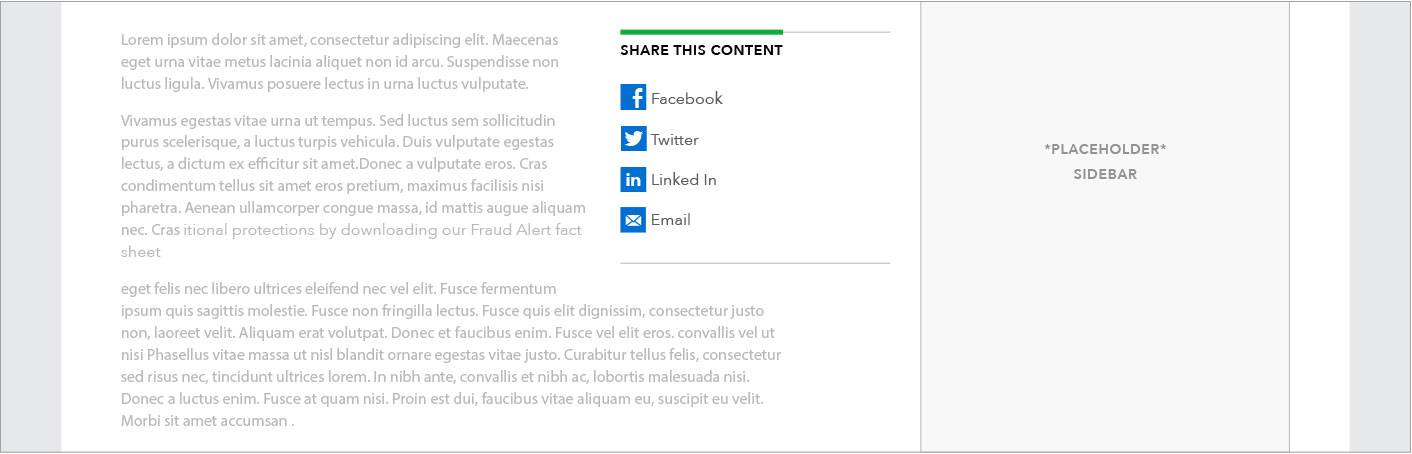 Lorem ipsum dolor sit amet, consectetur adipiscing elit. Maecenas
eget urna vitae metus lacinia aliquet non id arcu. Suspendisse non
luctus ligula. Vivamus posuere lectus in urna luctus vulputate.
Vivamus egestas vitae urna ut tempus. Sed luctus sem sollicitudin
purus scelerisque, a luctus turpis vehicula. Duis vulputate egestas
lectus, a dictum ex efficitur sit amet.Donec a vulputate eros. Cras
condimentum tellus sit amet eros pretium, maximus facilisis nisi
pharetra. Aenean ullamcorper congue massa, id mattis augue aliquam
nec. Cras itional protections by downloading our Fraud Alert fact
sheet
eget felis nec libero ultrices eleifend nec vel elit. Fusce fermentum
ipsum quis sagittis molestie. Fusce non fringilla lectus. Fusce quis elit dignissim, consectetur justo
non, laoreet velit. Aliquam erat volutpat. Donec et faucibus enim. Fusce vel elit eros. convallis vel ut
nisi Phasellus vitae massa ut nisl blandit ornare egestas vitae justo. Curabitur tellus felis, consectetur
sed risus nec, tincidunt ultrices lorem. In nibh ante, convallis et nibh ac, lobortis malesuada nisi.
Donec a luctus enim. Fusce at quam nisi. Proin est dui, faucibus vitae aliquam eu, suscipit eu velit.
Morbi sit amet accumsan .
SHARE THIS CONTENT
f Facebook
Twitter
in Linked In
Email
*PLACEHOLDER*
SIDEBAR